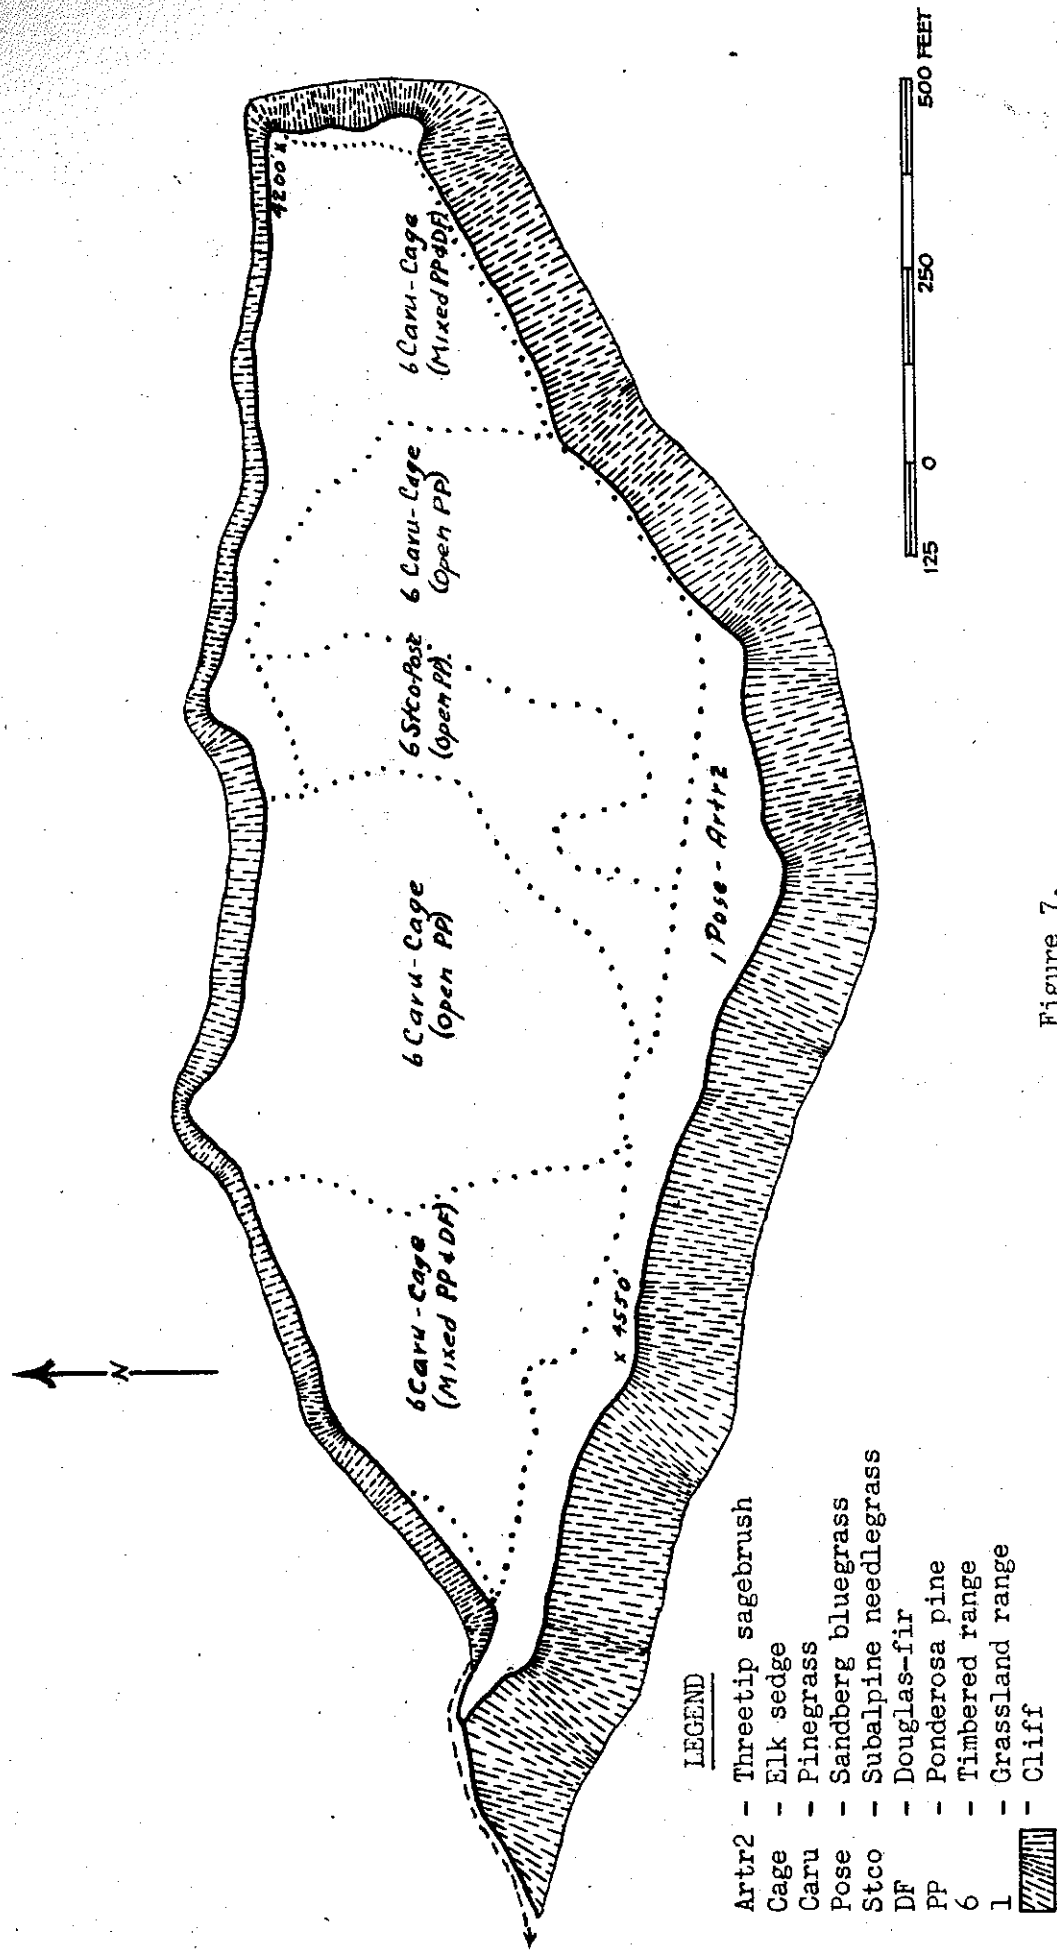 4200' x
6 Caru-Cage
(Mixed PP & DF)
6 Caru-Cage
(Open PP)
6 Stco-Pose
(Open PP)
6 Caru-Cage
(Open PP)
6 Caru-Cage
(Mixed PP & DF)
1 Pose - Artr2
x 4550'
N
125 0 250 500 FEET
LEGEND
Artr2 - Threetip sagebrush
Cage - Elk sedge
Caru - Pinegrass
Pose - Sandberg bluegrass
Stco - Subalpine needlegrass
DF - Douglas-fir
PP - Ponderosa pine
6 - Timbered range
1 - Grassland range
- Cliff
Figure 7.